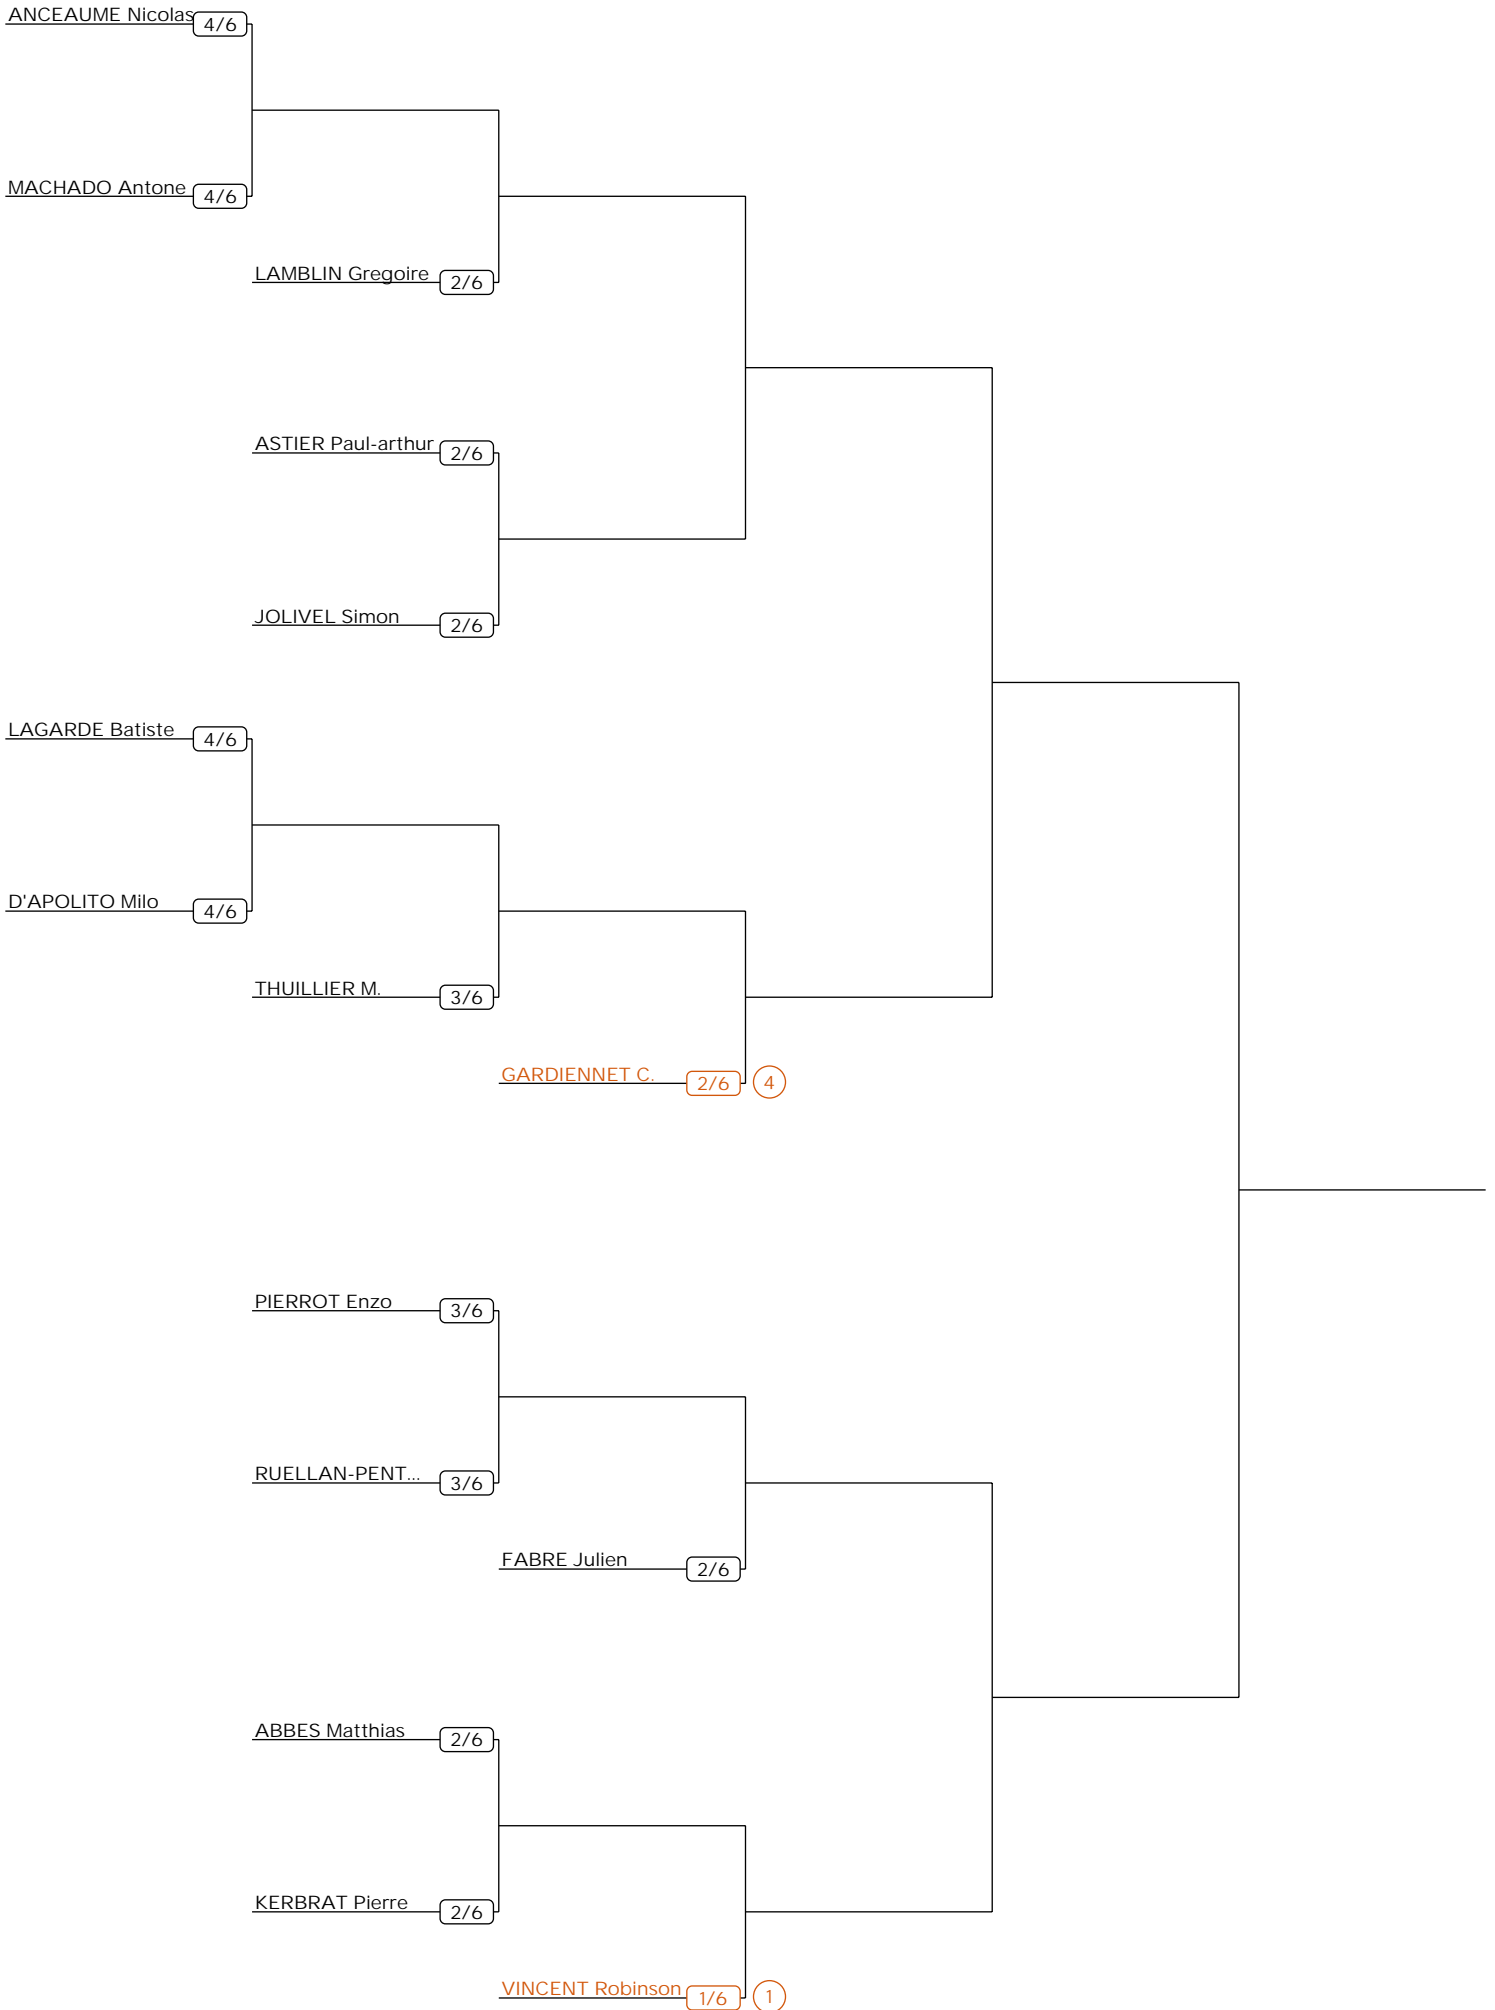 ANCEAUME Nicolas 4/6
MACHADO Antone 4/6
LAMBLIN Gregoire 2/6
ASTIER Paul-arthur 2/6
JOLIVEL Simon 2/6
LAGARDE Batiste 4/6
D'APOLITO Milo 4/6
THUILLIER M. 3/6
GARDIENNET C. 2/6 4
PIERROT Enzo 3/6
RUELLAN-PENT... 3/6
FABRE Julien 2/6
ABBES Matthias 2/6
KERBRAT Pierre 2/6
VINCENT Robinson 1/6 1